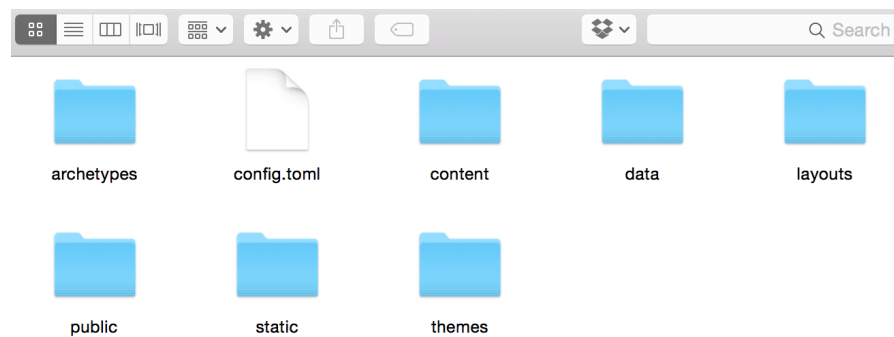 Search
archetypes config.toml content data layouts
public static themes